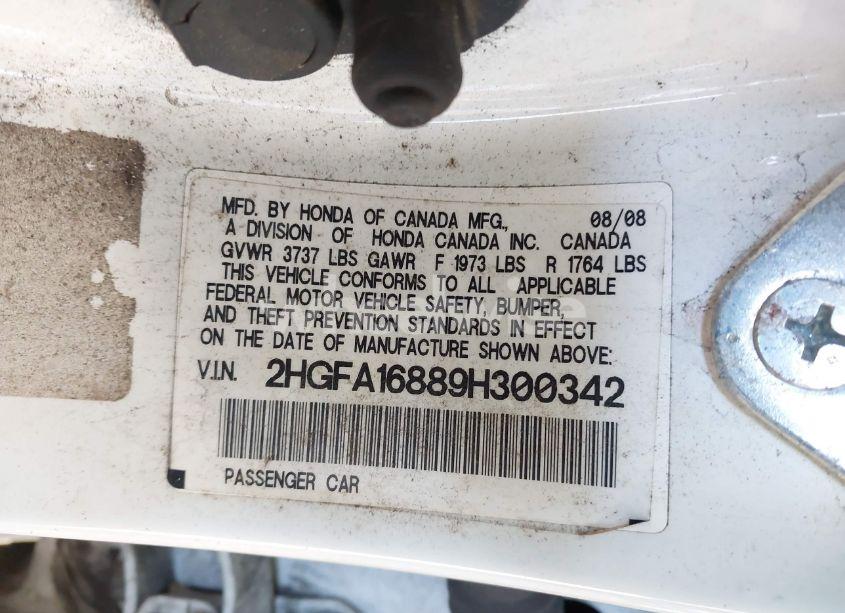 MFD. BY HONDA OF CANADA MFG., 08/08
A DIVISION OF HONDA CANADA INC. CANADA
GVWR 3737 LBS GAWR F 1973 LBS R 1764 LBS
THIS VEHICLE CONFORMS TO ALL APPLICABLE
FEDERAL MOTOR VEHICLE SAFETY, BUMPER,
AND THEFT PREVENTION STANDARDS IN EFFECT
ON THE DATE OF MANUFACTURE SHOWN ABOVE:
V.I.N. 2HGFA16889H300342
PASSENGER CAR